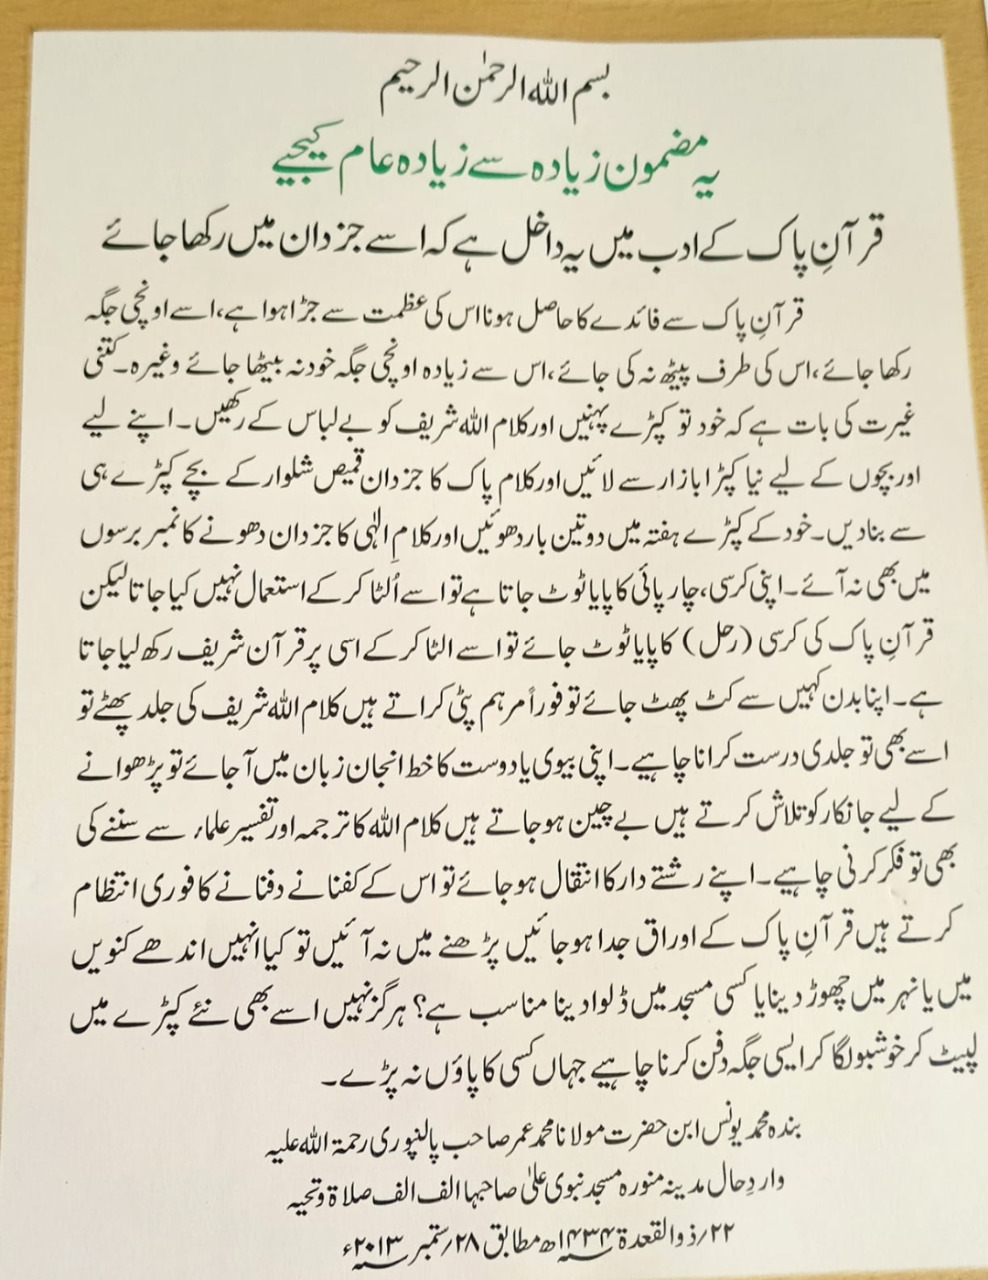 بسم اللہ الرحمٰن الرحیم
یہ مضمون زیادہ سے زیادہ عام کیجیے
قرآنِ پاک کے ادب میں یہ داخل ہے کہ اسے جزدان میں رکھا جائے
قرآنِ پاک سے فائدے کا حاصل ہونا اس کی عظمت سے جڑا ہوا ہے، اسے اونچی جگہ
رکھا جائے، اس کی طرف پیٹھ نہ کی جائے، اس سے زیادہ اونچی جگہ خود نہ بیٹھا جائے وغیرہ۔ کتنی
غیرت کی بات ہے کہ خود تو کپڑے پہنیں اور کلام اللہ شریف کو بے لباس کے رکھیں۔ اپنے لیے
اور بچوں کے لیے نیا کپڑا بازار سے لائیں اور کلام پاک کا جزدان قمیص شلوار کے بچے کپڑے ہی
سے بنادیں۔ خود کے کپڑے ہفتہ میں دو تین بار دھوئیں اور کلامِ الٰہی کا جزدان دھونے کا نمبر برسوں
میں بھی نہ آئے۔ اپنی کرسی، چارپائی کا پایا ٹوٹ جاتا ہے تو اسے اُلٹا کر کے استعمال نہیں کیا جاتا لیکن
قرآنِ پاک کی کرسی (رحل) کا پایا ٹوٹ جائے تو اسے الٹا کر کے اسی پر قرآن شریف رکھ لیا جاتا
ہے۔ اپنا بدن کہیں سے کٹ پھٹ جائے تو فوراً مرہم پٹی کراتے ہیں کلام اللہ شریف کی جلد پھٹے تو
اسے بھی تو جلدی درست کرانا چاہیے۔ اپنی بیوی یا دوست کا خط انجان زبان میں آجائے تو پڑھوانے
کے لیے جانکار کو تلاش کرتے ہیں بے چین ہو جاتے ہیں کلام اللہ کا ترجمہ اور تفسیر علماء سے سننے کی
بھی تو فکر کرنی چاہیے۔ اپنے رشتے دار کا انتقال ہو جائے تو اس کے کفنانے دفنانے کا فوری انتظام
کرتے ہیں قرآنِ پاک کے اوراق جدا ہو جائیں پڑھنے میں نہ آئیں تو کیا انہیں اندھے کنویں
میں یا نہر میں چھوڑ دینا یا کسی مسجد میں ڈلوا دینا مناسب ہے؟ ہرگز نہیں اسے بھی نئے کپڑے میں
لپیٹ کر خوشبو لگا کر ایسی جگہ دفن کرنا چاہیے جہاں کسی کا پاؤں نہ پڑے۔
بندہ محمد یونس ابن حضرت مولانا محمد عمر صاحب پالنپوری رحمۃ اللہ علیہ
واردِ حال مدینہ منورہ مسجد نبوی علیٰ صاحبہا الف الف صلاۃ وتحیہ
۲۲؍ذوالقعدۃ ۱۴۳۴ھ مطابق ۲۸؍ستمبر ۲۰۱۳ء